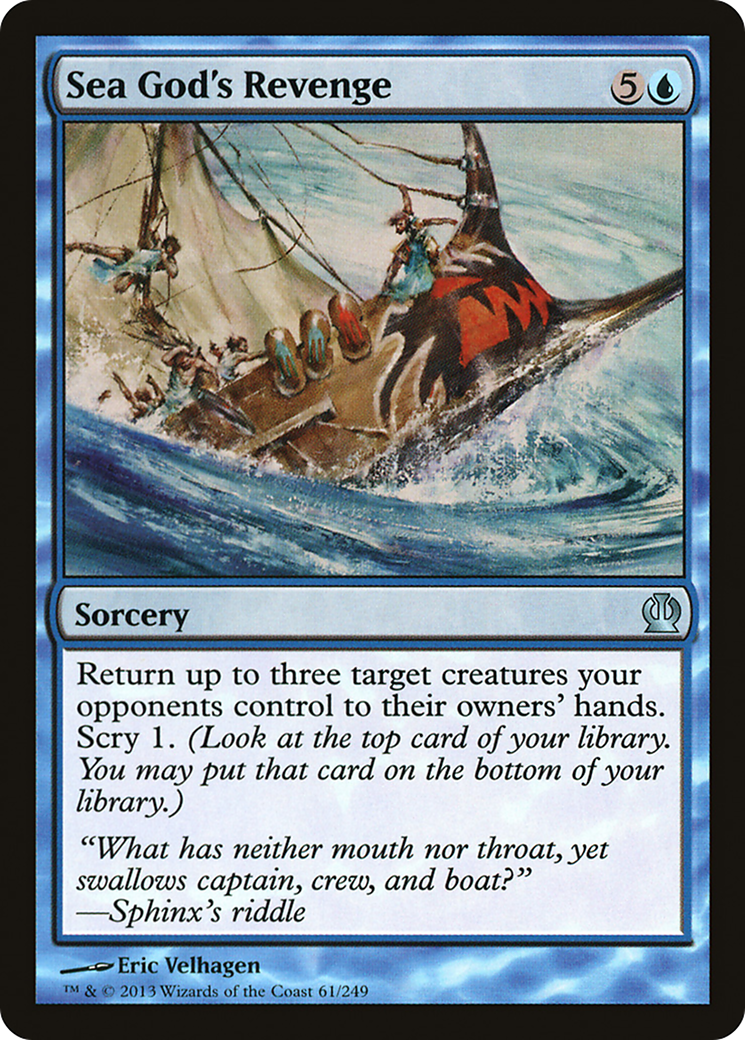 Sea God's Revenge
5
Sorcery
Return up to three target creatures your
opponents control to their owners' hands.
Scry 1. (Look at the top card of your library.
You may put that card on the bottom of your
library.)
"What has neither mouth nor throat, yet
swallows captain, crew, and boat?"
—Sphinx's riddle
Eric Velhagen
™ & © 2013 Wizards of the Coast 61/249